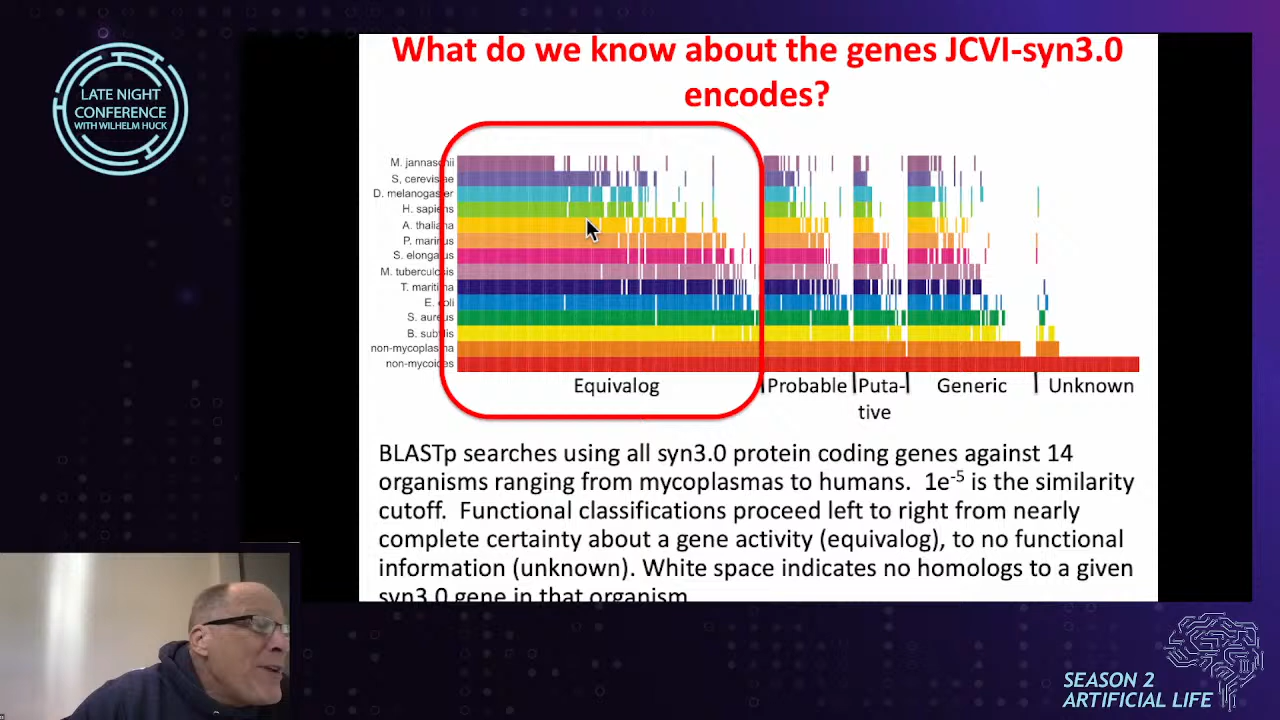 LATE NIGHT
CONFERENCE
WITH WILHELM HUCK
What do we know about the genes JCVI-syn3.0
encodes?
M. jannaschii
S, cerevisiae
D. melanogaster
H. sapiens
A. thaliana
P. marinus
S. elongatus
M. tuberculosis
T. maritima
E. coli
S. aureus
B. subtilis
non-mycoplasma
non-mycoides
Equivalog
Probable
Puta-
tive
Generic
Unknown
BLASTp searches using all syn3.0 protein coding genes against 14
organisms ranging from mycoplasmas to humans. 1e-5 is the similarity
cutoff. Functional classifications proceed left to right from nearly
complete certainty about a gene activity (equivalog), to no functional
information (unknown). White space indicates no homologs to a given
syn3.0 gene in that organism
SEASON 2
ARTIFICIAL LIFE